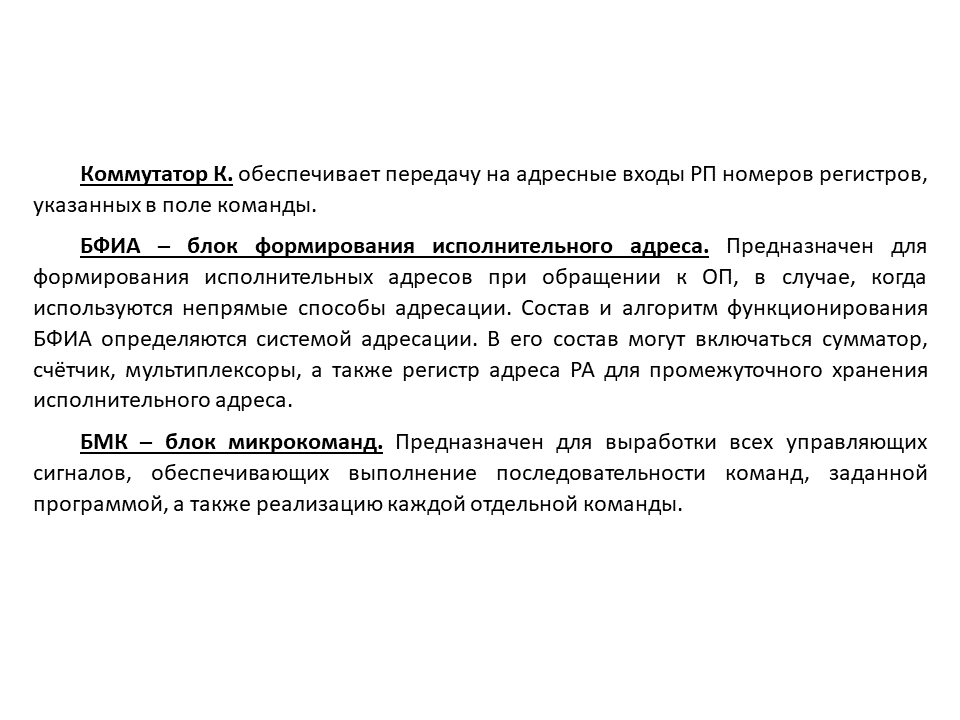 Коммутатор К. обеспечивает передачу на адресные входы РП номеров регистров,
указанных в поле команды.
БФИА – блок формирования исполнительного адреса. Предназначен для
формирования исполнительных адресов при обращении к ОП, в случае, когда
используются непрямые способы адресации. Состав и алгоритм функционирования
БФИА определяются системой адресации. В его состав могут включаться сумматор,
счётчик, мультиплексоры, а также регистр адреса РА для промежуточного хранения
исполнительного адреса.
БМК – блок микрокоманд. Предназначен для выработки всех управляющих
сигналов, обеспечивающих выполнение последовательности команд, заданной
программой, а также реализацию каждой отдельной команды.